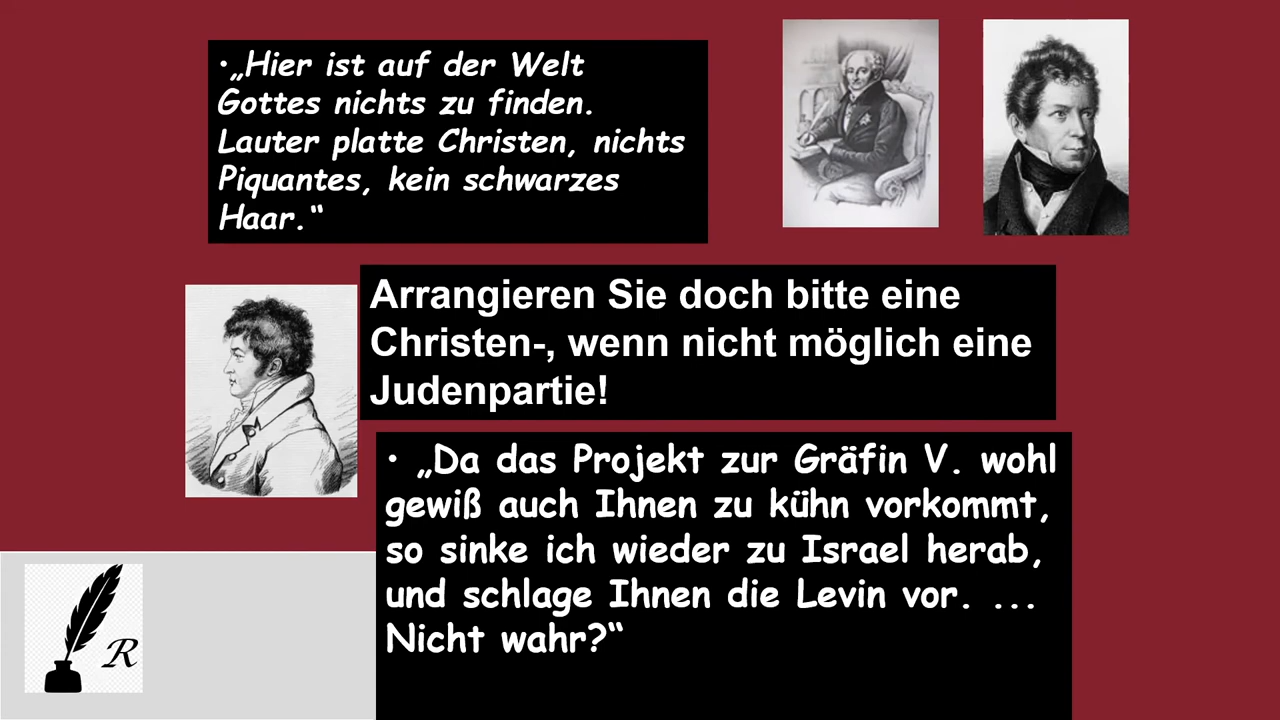 •„Hier ist auf der Welt
Gottes nichts zu finden.
Lauter platte Christen, nichts
Piquantes, kein schwarzes
Haar.“
Arrangieren Sie doch bitte eine
Christen-, wenn nicht möglich eine
Judenpartie!
• „Da das Projekt zur Gräfin V. wohl
gewiß auch Ihnen zu kühn vorkommt,
so sinke ich wieder zu Israel herab,
und schlage Ihnen die Levin vor. ...
Nicht wahr?“
R